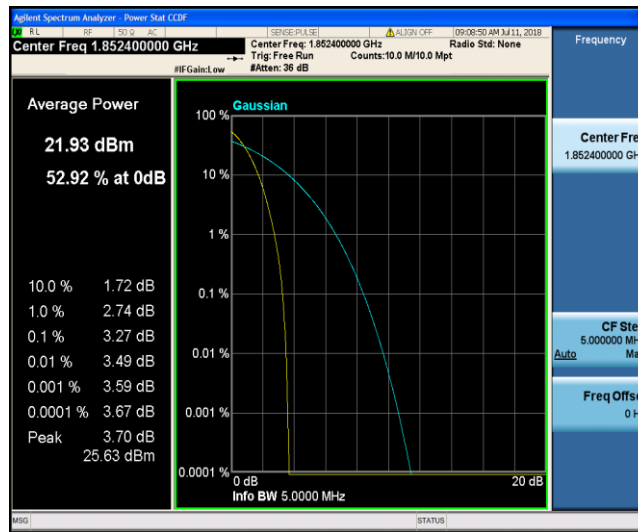 Agilent Spectrum Analyzer - Power Stat CCDF
RL RF 50 Ω AC SENSE:PULSE ALIGN OFF 09:08:50 AM Jul 11, 2018
Center Freq 1.852400000 GHz
Center Freq: 1.852400000 GHz Radio Std: None
Trig: Free Run Counts:10.0 M/10.0 Mpt
#IFGain:Low #Atten: 36 dB
Frequency
Average Power
21.93 dBm
52.92 % at 0dB
10.0 % 1.72 dB
1.0 % 2.74 dB
0.1 % 3.27 dB
0.01 % 3.49 dB
0.001 % 3.59 dB
0.0001 % 3.67 dB
Peak 3.70 dB
25.63 dBm
100 % Gaussian
10 %
1 %
0.1 %
0.01 %
0.001 %
0.0001 %
0 dB 20 dB
Info BW 5.0000 MHz
Center Fre
1.852400000 GH
CF Ste
5.000000 MH
Auto Ma
Freq Offse
0 H
MSG STATUS